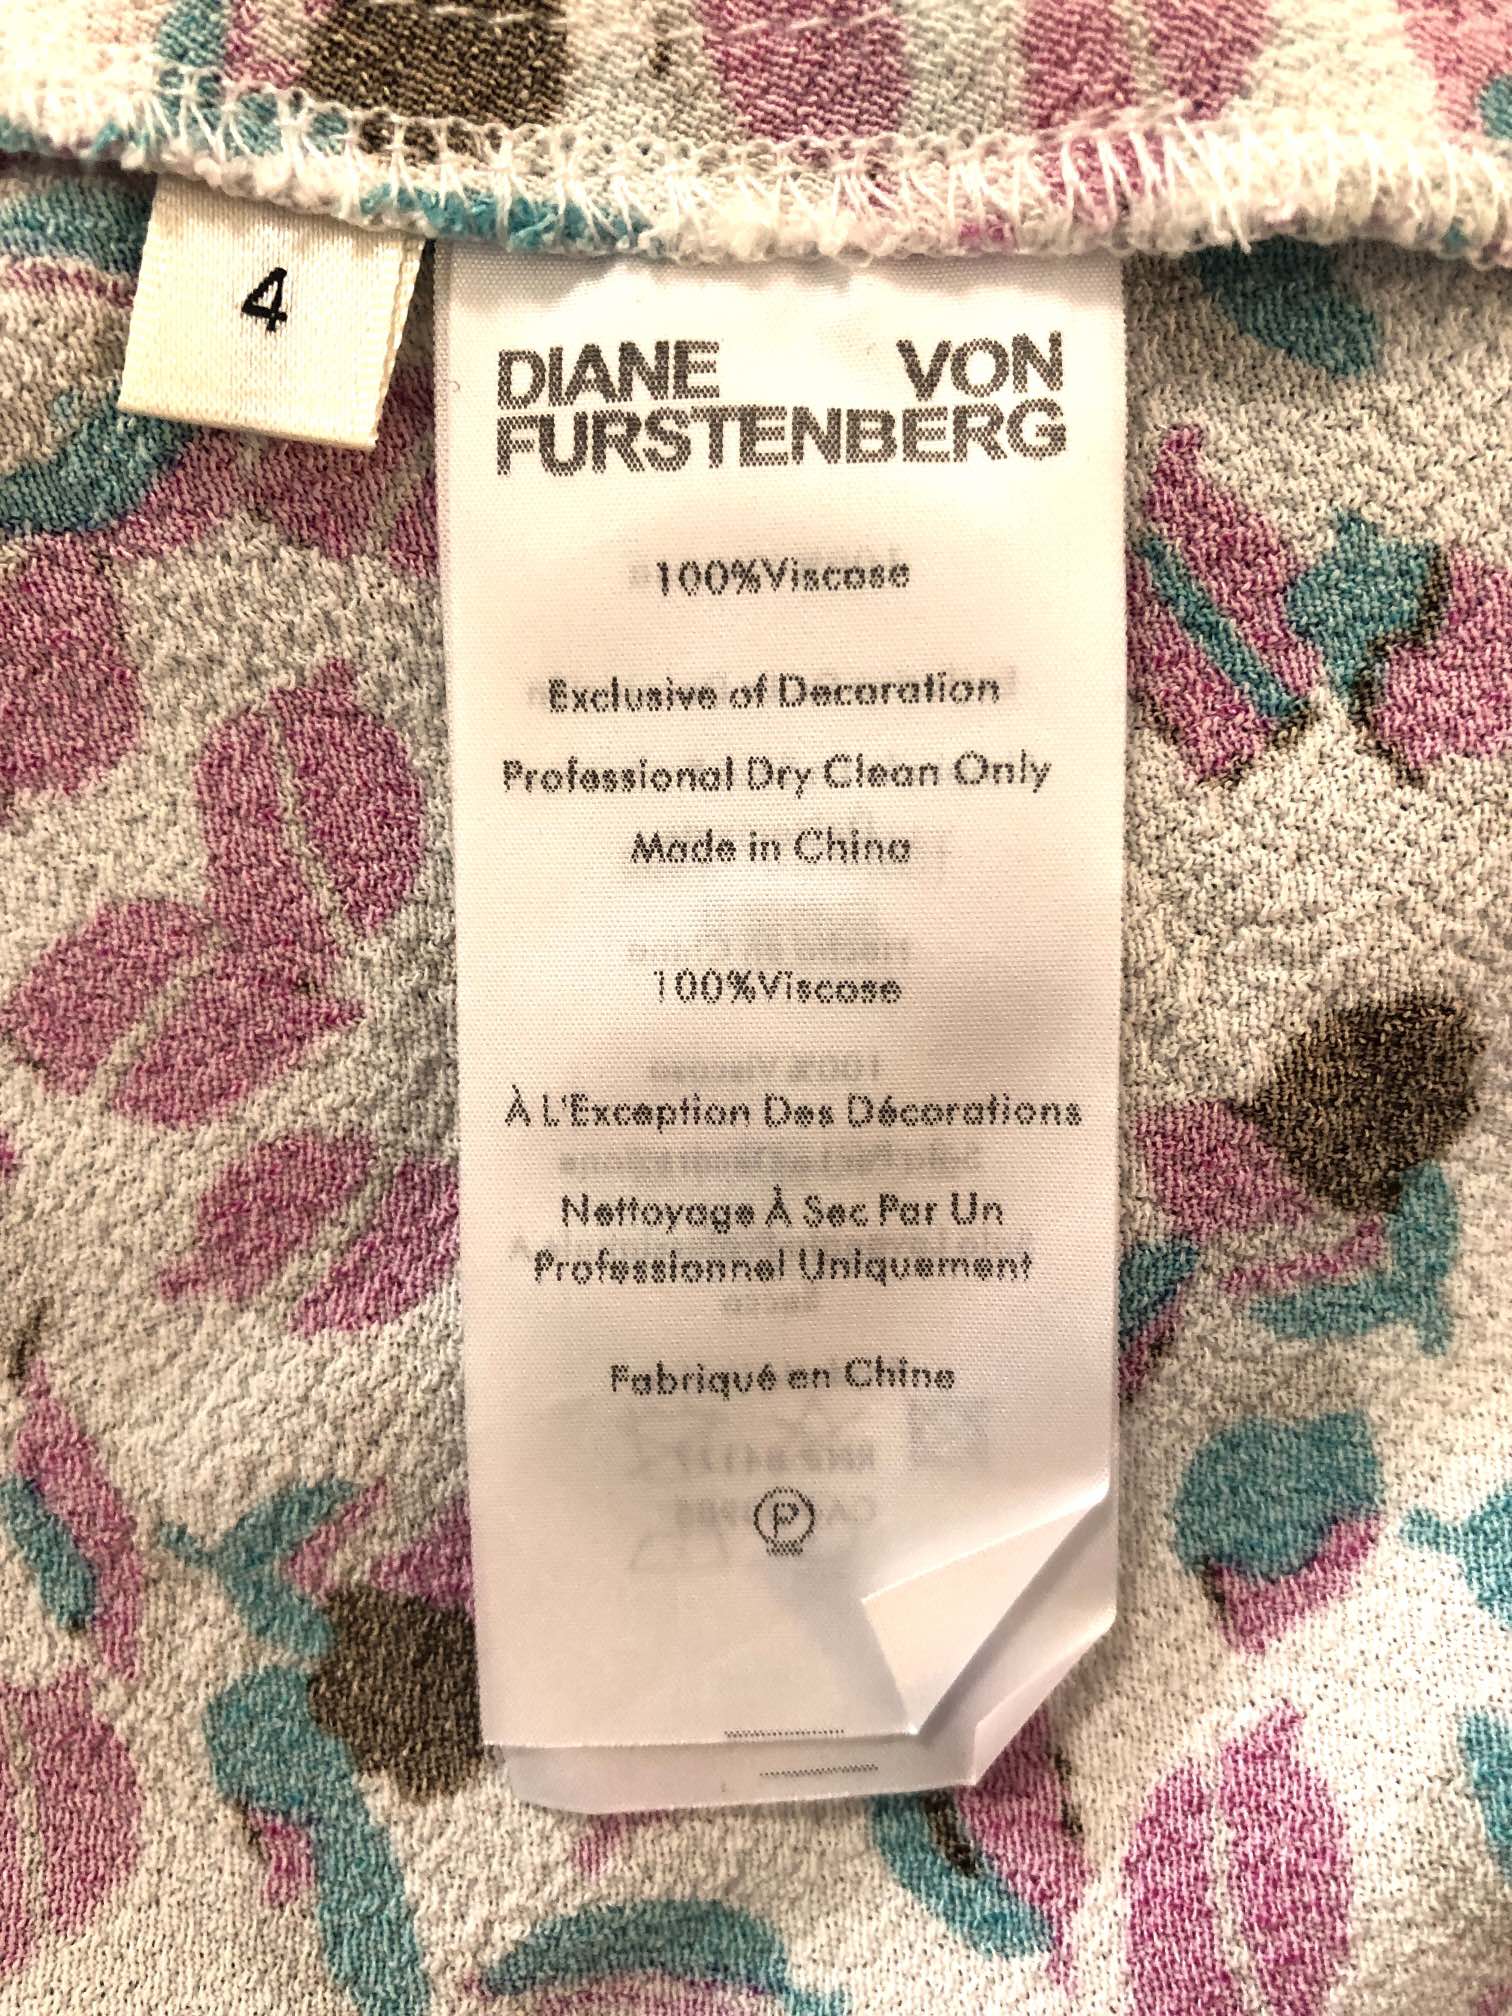 4
DIANE VON
FURSTENBERG
100%Viscose
Exclusive of Decoration
Professional Dry Clean Only
Made in China
100%Viscose
À L'Exception Des Décorations
Nettoyage À Sec Par Un
Professionnel Uniquement
Fabriqué en Chine
P